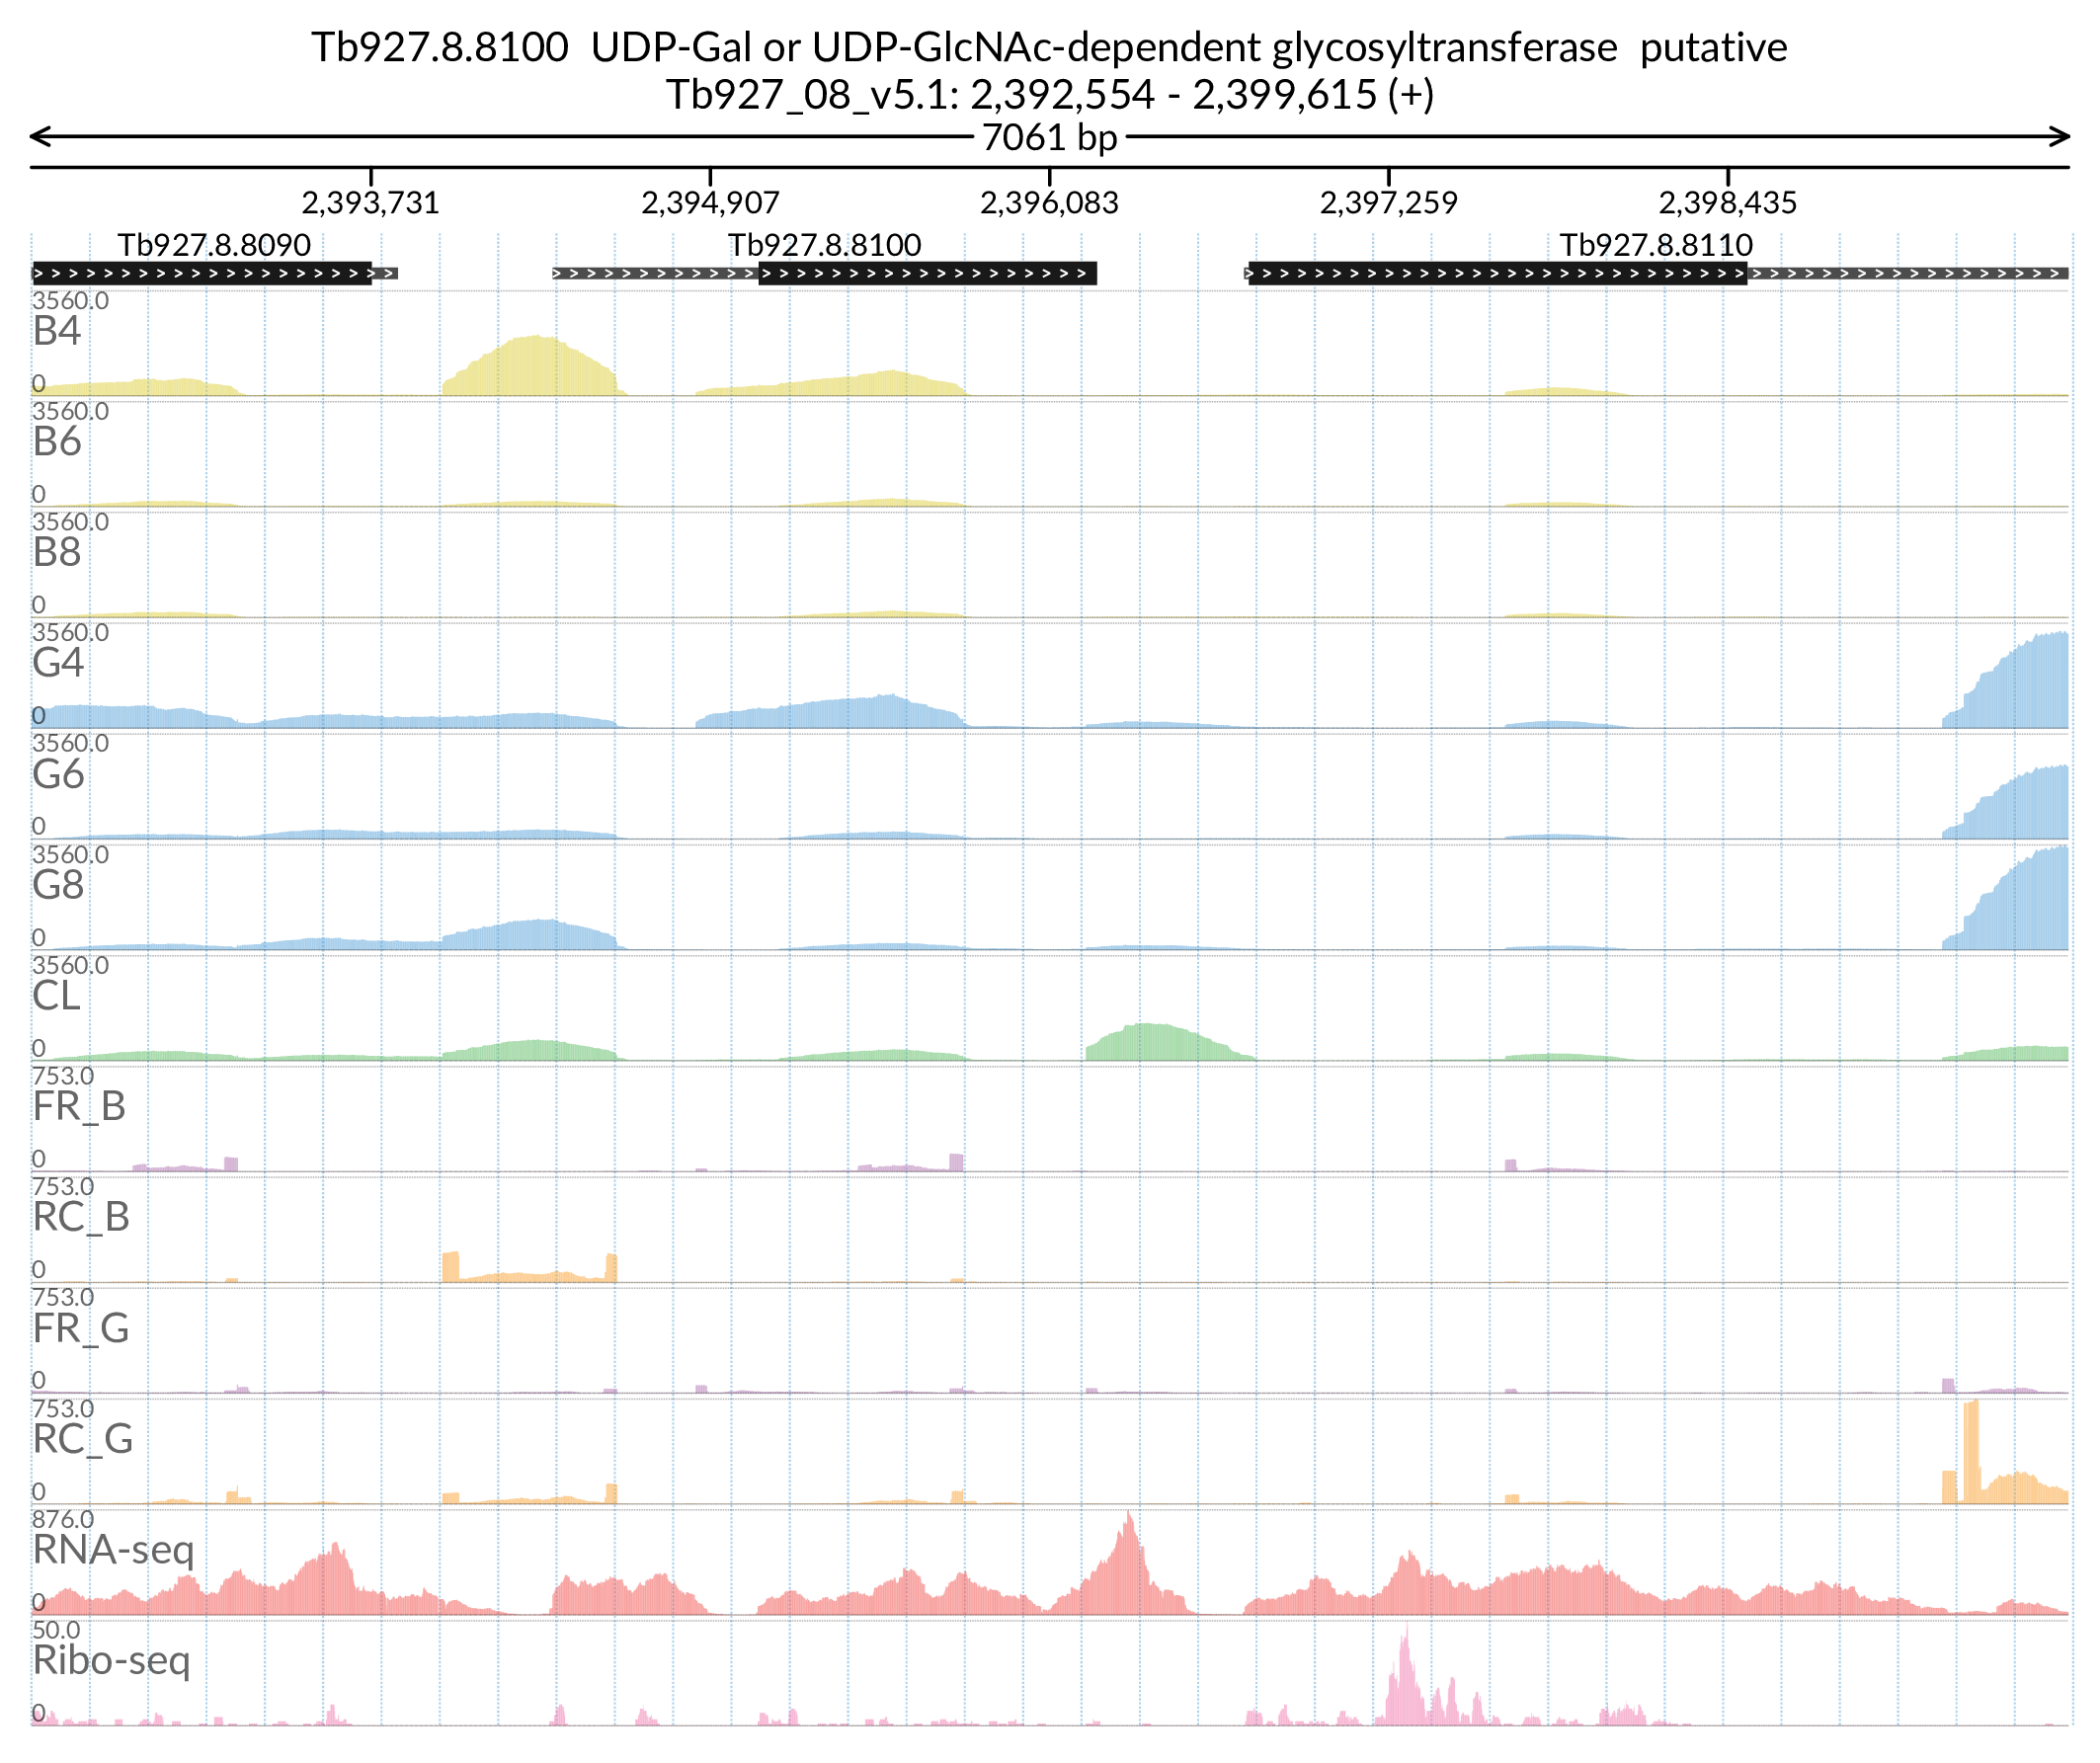 Tb927.8.8100  UDP-Gal or UDP-GlcNAc-dependent glycosyltransferase  putative
Tb927_08_v5.1: 2,392,554 - 2,399,615 (+)
7061 bp
2,393,731 2,394,907 2,396,083 2,397,259 2,398,435
Tb927.8.8090 Tb927.8.8100 Tb927.8.8110
3560.0
B4
0
3560.0
B6
0
3560.0
B8
0
3560.0
G4
0
3560.0
G6
0
3560.0
G8
0
3560.0
CL
0
753.0
FR_B
0
753.0
RC_B
0
753.0
FR_G
0
753.0
RC_G
0
876.0
RNA-seq
0
50.0
Ribo-seq
0